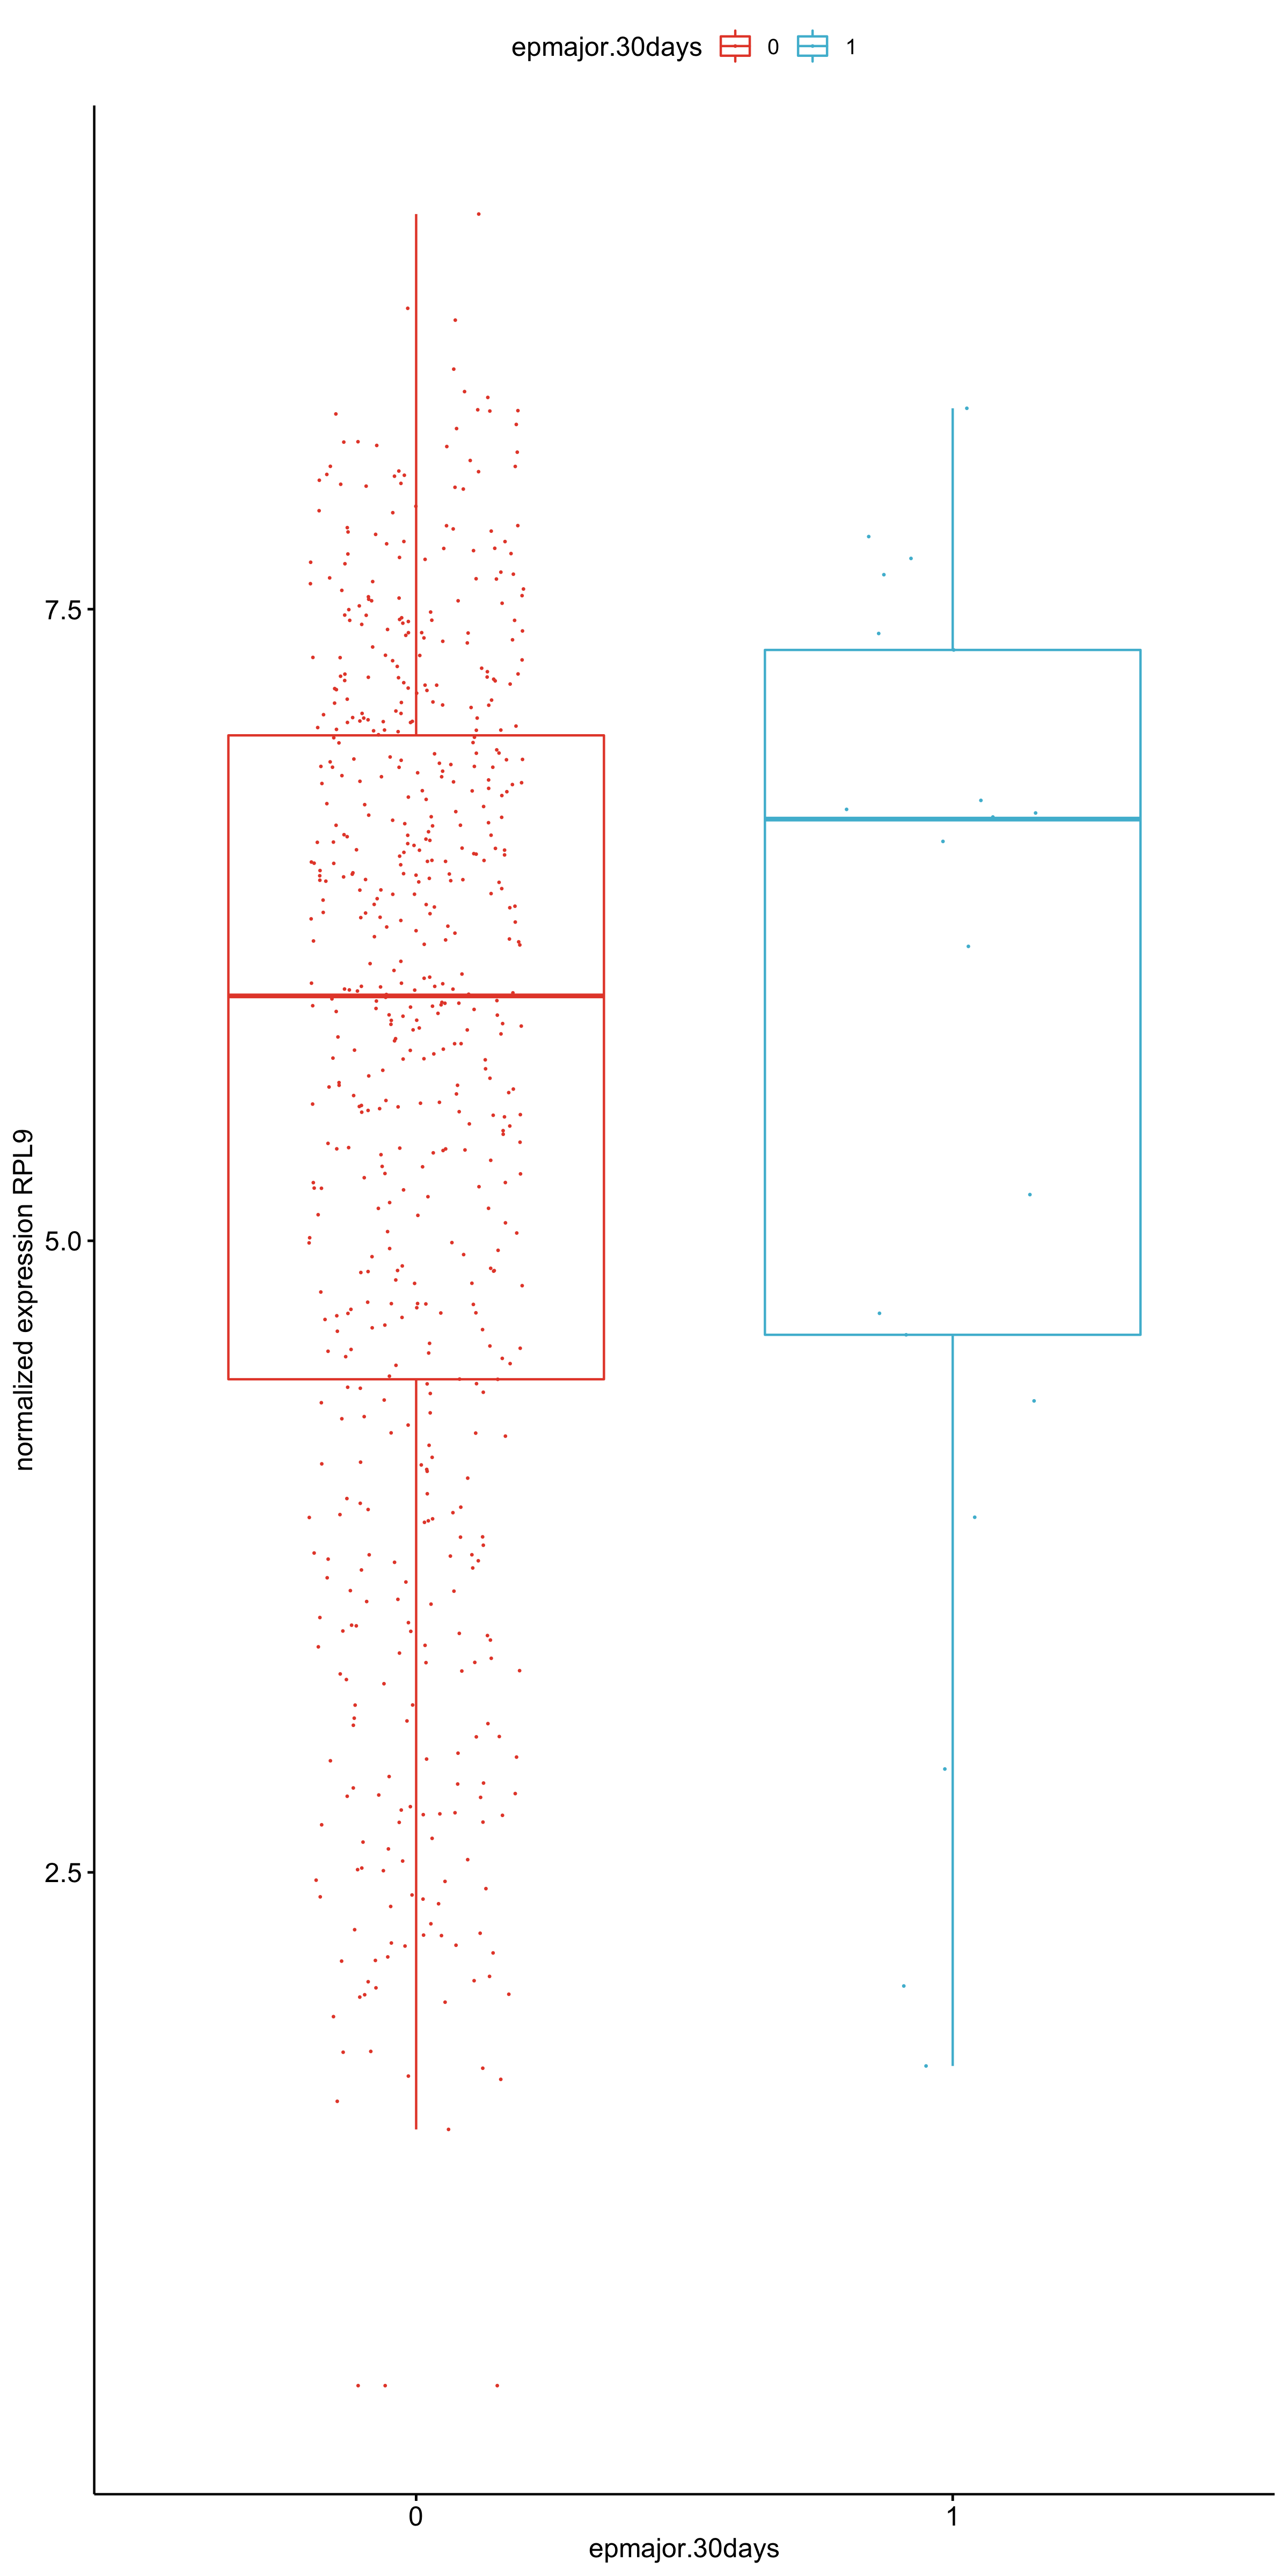 epmajor.30days 0 1
7.5
5.0
2.5
normalized expression RPL9
0 1
epmajor.30days